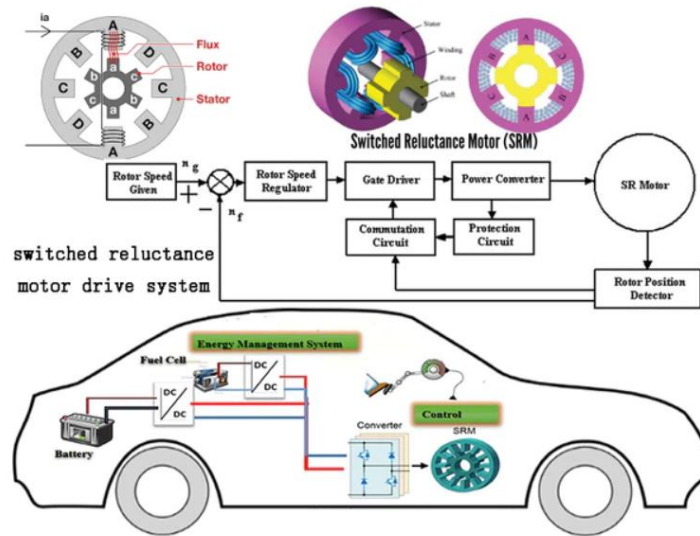 ia
A
B
D
C
C
D
B
A
a
b
c
c
b
a
Flux
Rotor
Stator
Stator
Winding
Rotor
Shaft
A
B
C
A
B
C
Switched Reluctance Motor (SRM)
Rotor Speed
Given
n g
+
−
n f
Rotor Speed
Regulator
Gate Driver
Power Converter
SR Motor
Commutation
Circuit
Protection
Circuit
Rotor Position
Detector
switched reluctance
motor drive system
Energy Management System
Fuel Cell
DC
DC
DC
DC
Battery
Control
Converter
SRM